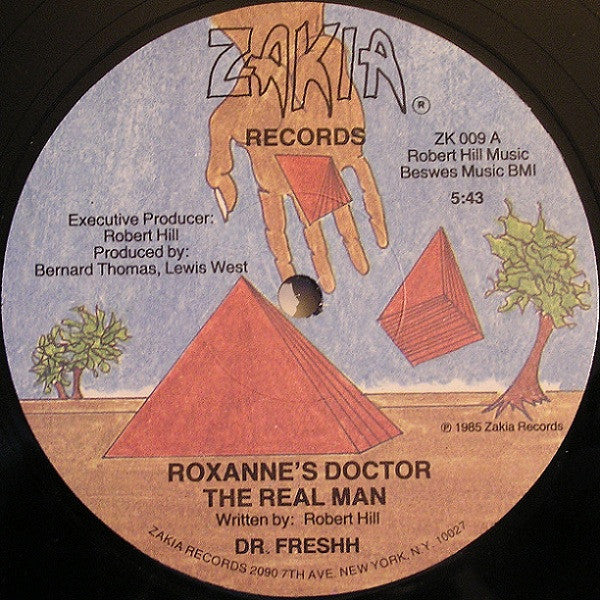 ZAKIA
®
RECORDS
ZK 009 A
Robert Hill Music
Beswes Music BMI
5:43
Executive Producer:
Robert Hill
Produced by:
Bernard Thomas, Lewis West
℗ 1985 Zakia Records
ROXANNE'S DOCTOR
THE REAL MAN
Written by: Robert Hill
DR. FRESHH
ZAKIA RECORDS 2090 7TH AVE. NEW YORK, N.Y. 10027